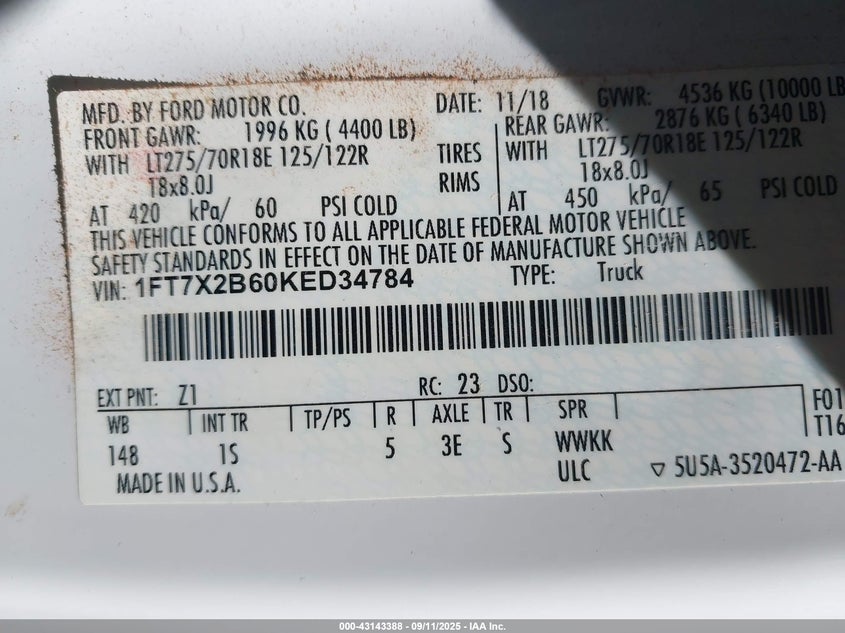 MFD. BY FORD MOTOR CO. DATE: 11/18 GVWR: 4536 KG (10000 LB
FRONT GAWR: 1996 KG ( 4400 LB) REAR GAWR: 2876 KG ( 6340 LB)
WITH LT275/70R18E 125/122R TIRES WITH LT275/70R18E 125/122R
18x8.0J RIMS 18x8.0J
AT 420 kPa/ 60 PSI COLD AT 450 kPa/ 65 PSI COLD
THIS VEHICLE CONFORMS TO ALL APPLICABLE FEDERAL MOTOR VEHICLE
SAFETY STANDARDS IN EFFECT ON THE DATE OF MANUFACTURE SHOWN ABOVE.
VIN: 1FT7X2B60KED34784 TYPE: Truck
EXT PNT: Z1 RC: 23 DSO:
WB INT TR TP/PS R AXLE TR SPR F01
148 1S 5 3E S WWKK T16
ULC
MADE IN U.S.A. 5U5A-3520472-AA
000-43143388 - 09/11/2025 - IAA Inc.